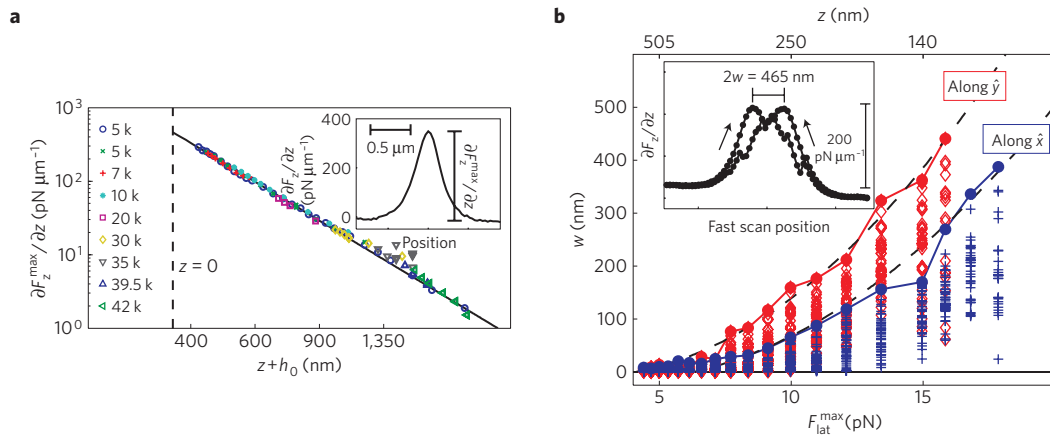 a
∂F_z^max/∂z (pN μm⁻¹)
10³
10²
10¹
10⁰
5 k
5 k
7 k
10 k
20 k
30 k
35 k
39.5 k
42 k
z = 0
400
600
900
1,350
z + h₀ (nm)
∂F_z/∂z
(pN μm⁻¹)
400
200
0
0.5 μm
∂F_z^max/∂z
Position
b
z (nm)
505
250
140
w (nm)
500
400
300
200
100
0
5
10
15
F_lat^max (pN)
2w = 465 nm
∂F_z/∂z
200
pN μm⁻¹
Fast scan position
Along ŷ
Along x̂